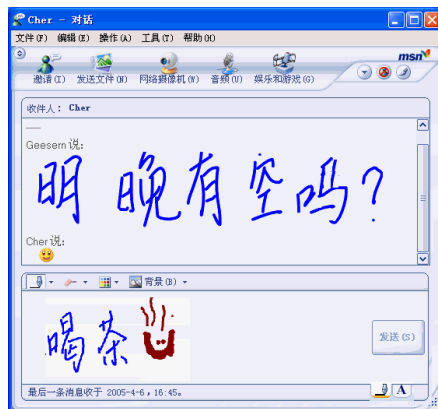 Cher - 对话
文件(F) 编辑(E) 操作(A) 工具(T) 帮助(H)
msn
邀请(I) 发送文件(N) 网络摄像机(W) 音频(U) 娱乐和游戏(G)
收件人: Cher
Geesern 说:
明晚有空吗?
Cher 说:
背景(B)
喝茶
发送(S)
最后一条消息收于 2005-4-6,16:45。
A